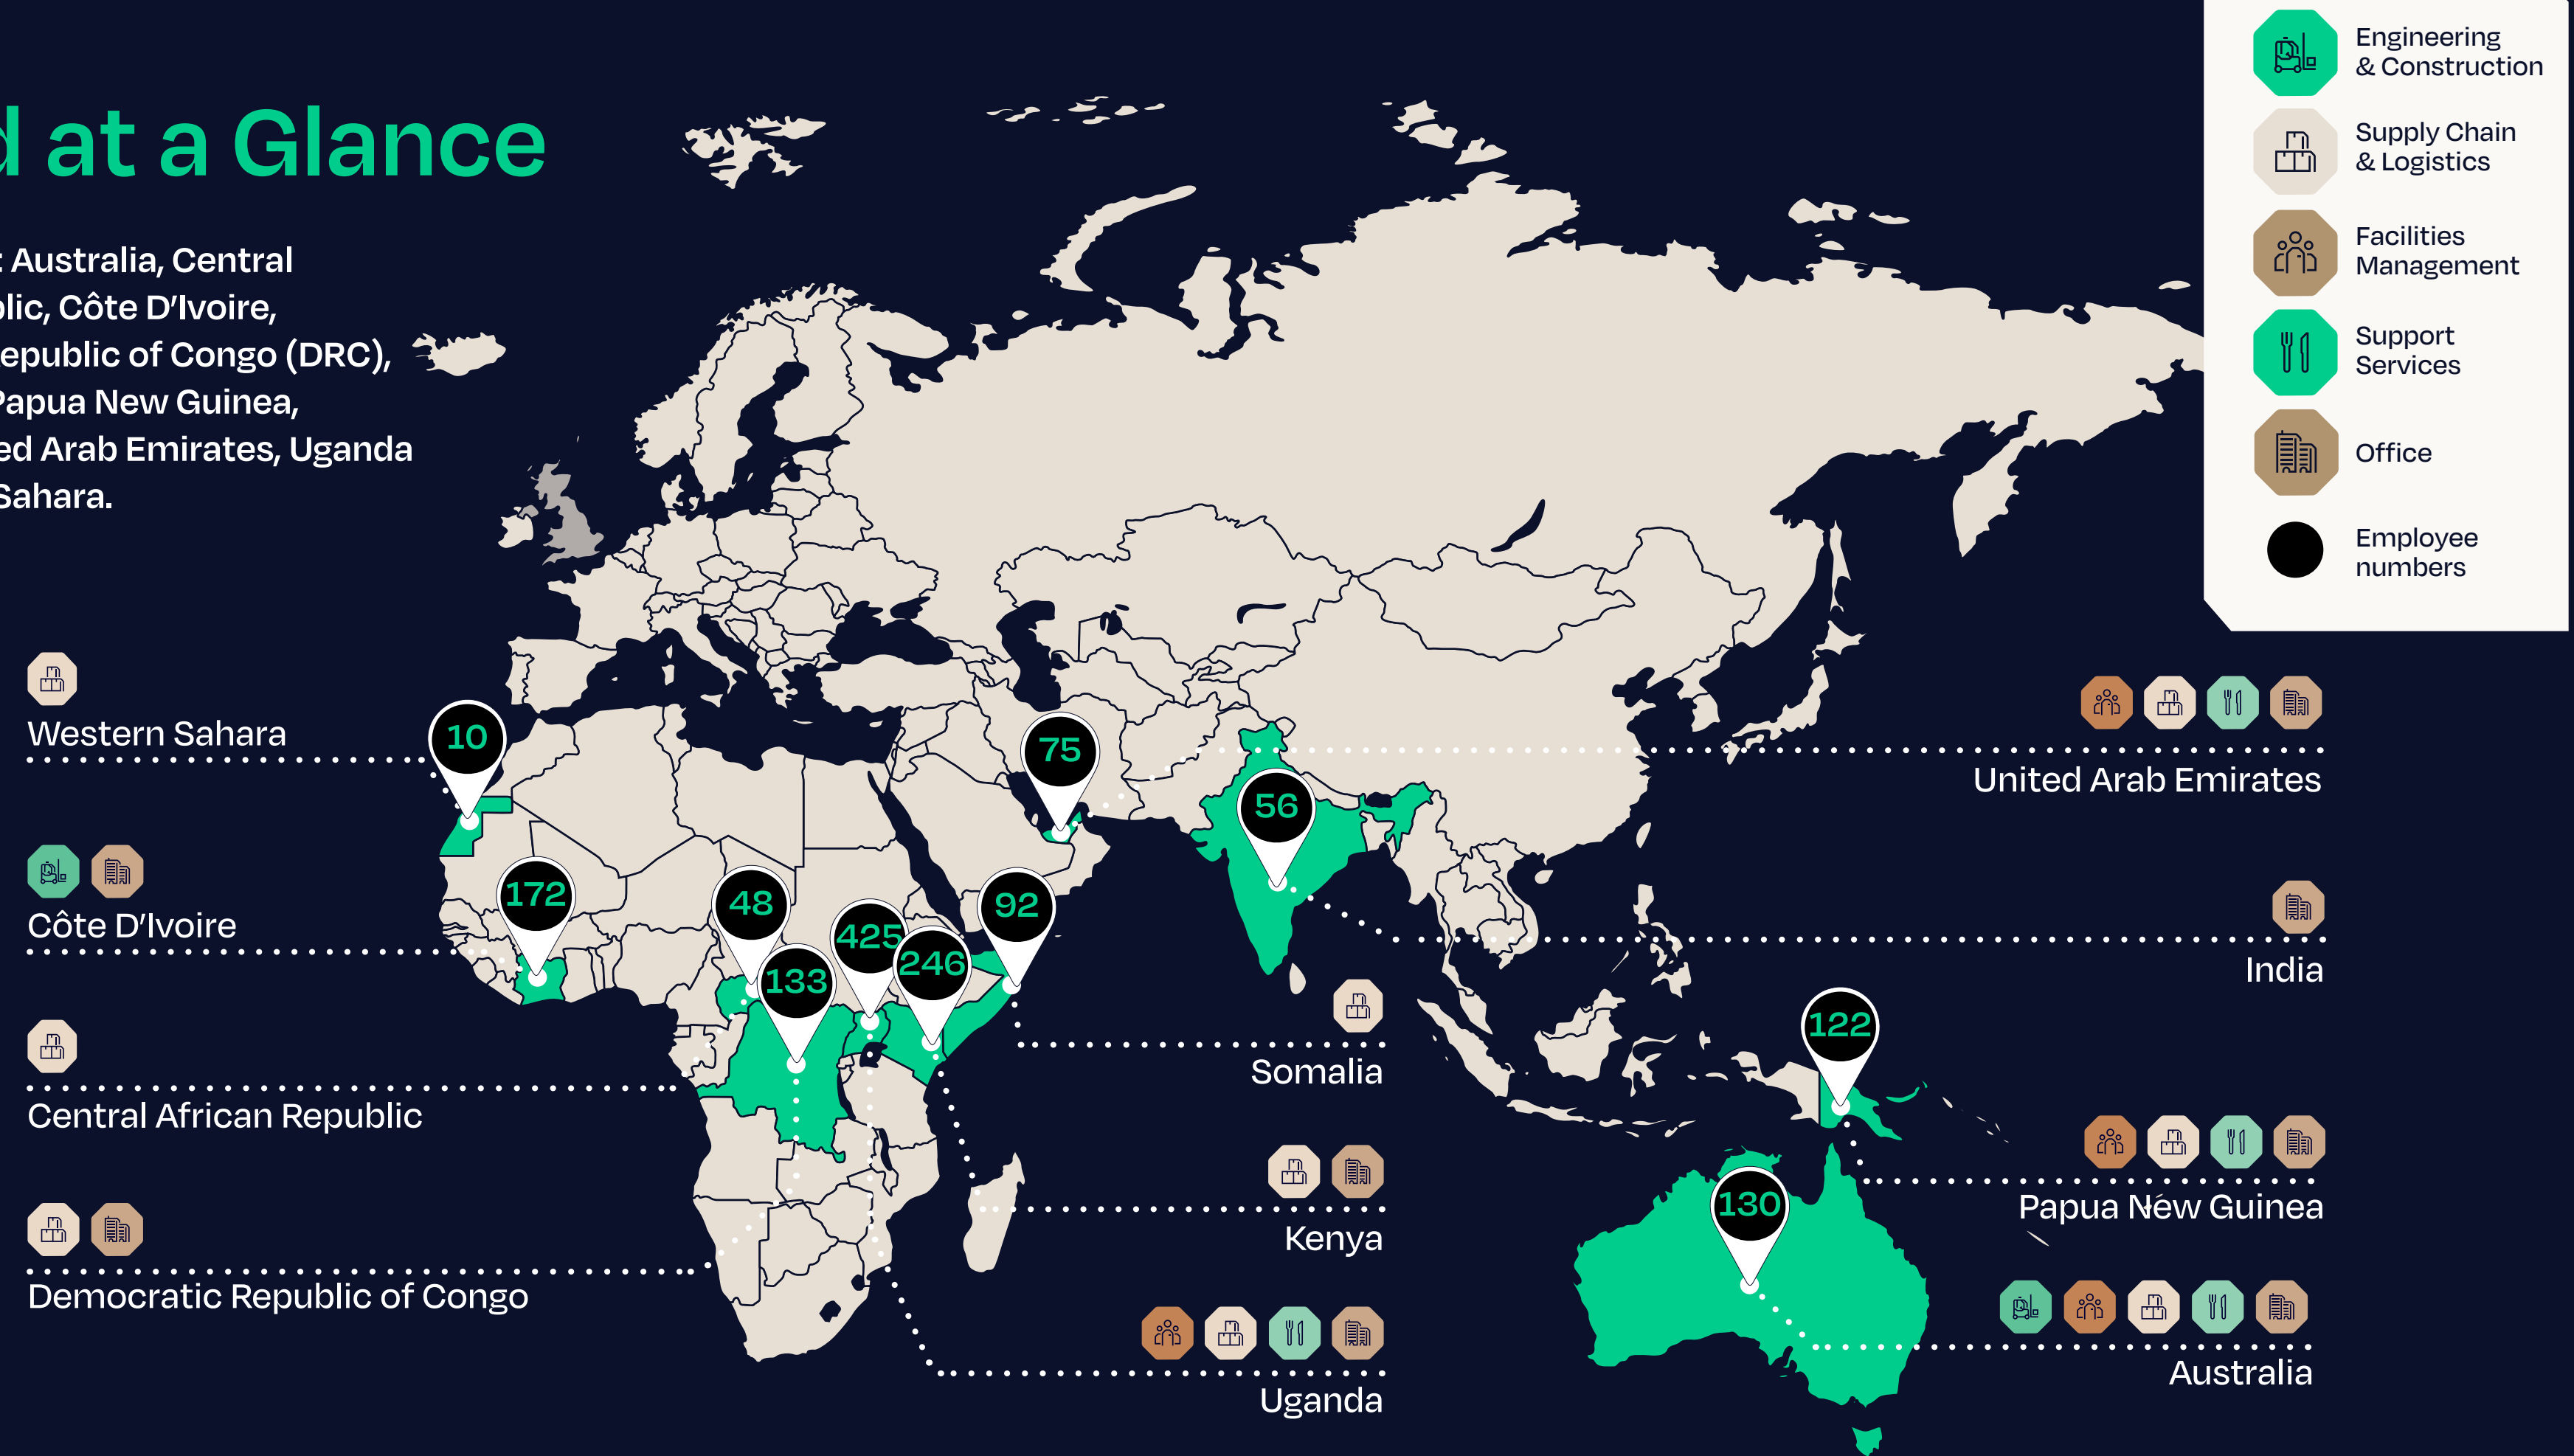 d at a Glance
: Australia, Central
blic, Côte D’Ivoire,
epublic of Congo (DRC),
Papua New Guinea,
ed Arab Emirates, Uganda
Sahara.
Engineering
& Construction
Supply Chain
& Logistics
Facilities
Management
Support
Services
Office
Employee
numbers
Western Sahara
10
Côte D’Ivoire
172
Central African Republic
48
Democratic Republic of Congo
133
425
246
92
75
56
122
130
United Arab Emirates
India
Somalia
Kenya
Uganda
Papua New Guinea
Australia